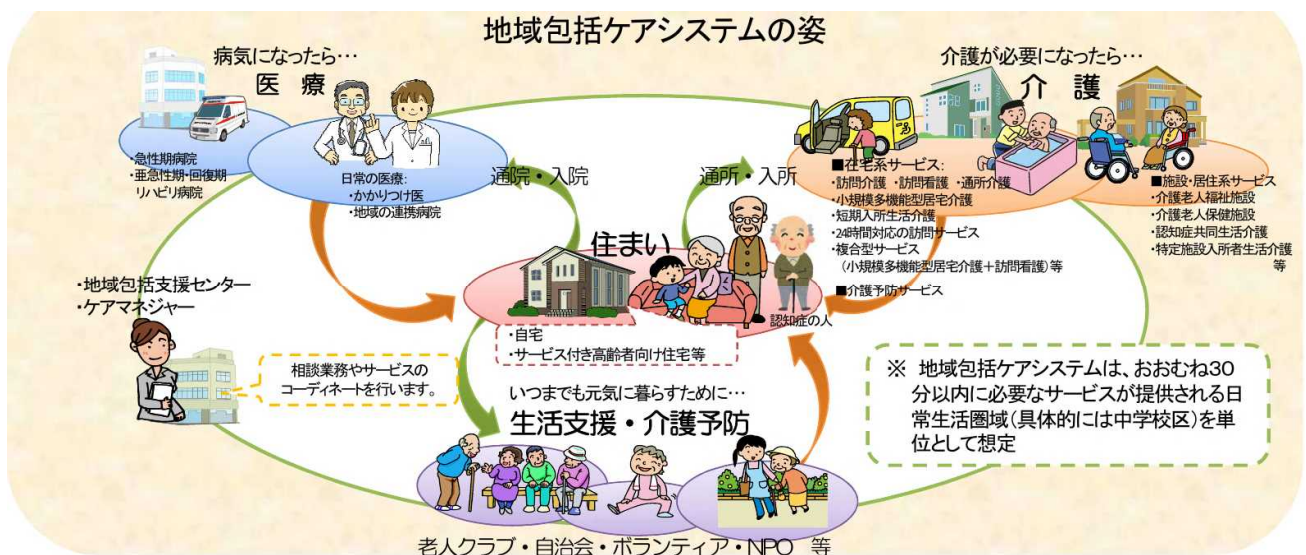 地域包括ケアシステムの姿
病気になったら…
医 療
・急性期病院
・亜急性期・回復期
リハビリ病院
日常の医療:
・かかりつけ医
・地域の連携病院
通院・入院
通所・入所
介護が必要になったら…
介 護
■在宅系サービス:
・訪問介護 ・訪問看護 ・通所介護
・小規模多機能型居宅介護
・短期入所生活介護
・24時間対応の訪問サービス
・複合型サービス
(小規模多機能型居宅介護+訪問看護)等
■介護予防サービス
■施設・居住系サービス
・介護老人福祉施設
・介護老人保健施設
・認知症共同生活介護
・特定施設入所者生活介護
等
住まい
認知症の人
・自宅
・サービス付き高齢者向け住宅等
・地域包括支援センター
・ケアマネジャー
相談業務やサービスの
コーディネートを行います。
いつまでも元気に暮らすために…
生活支援・介護予防
老人クラブ・自治会・ボランティア・NPO 等
※ 地域包括ケアシステムは、おおむね30
分以内に必要なサービスが提供される日
常生活圏域(具体的には中学校区)を単
位として想定